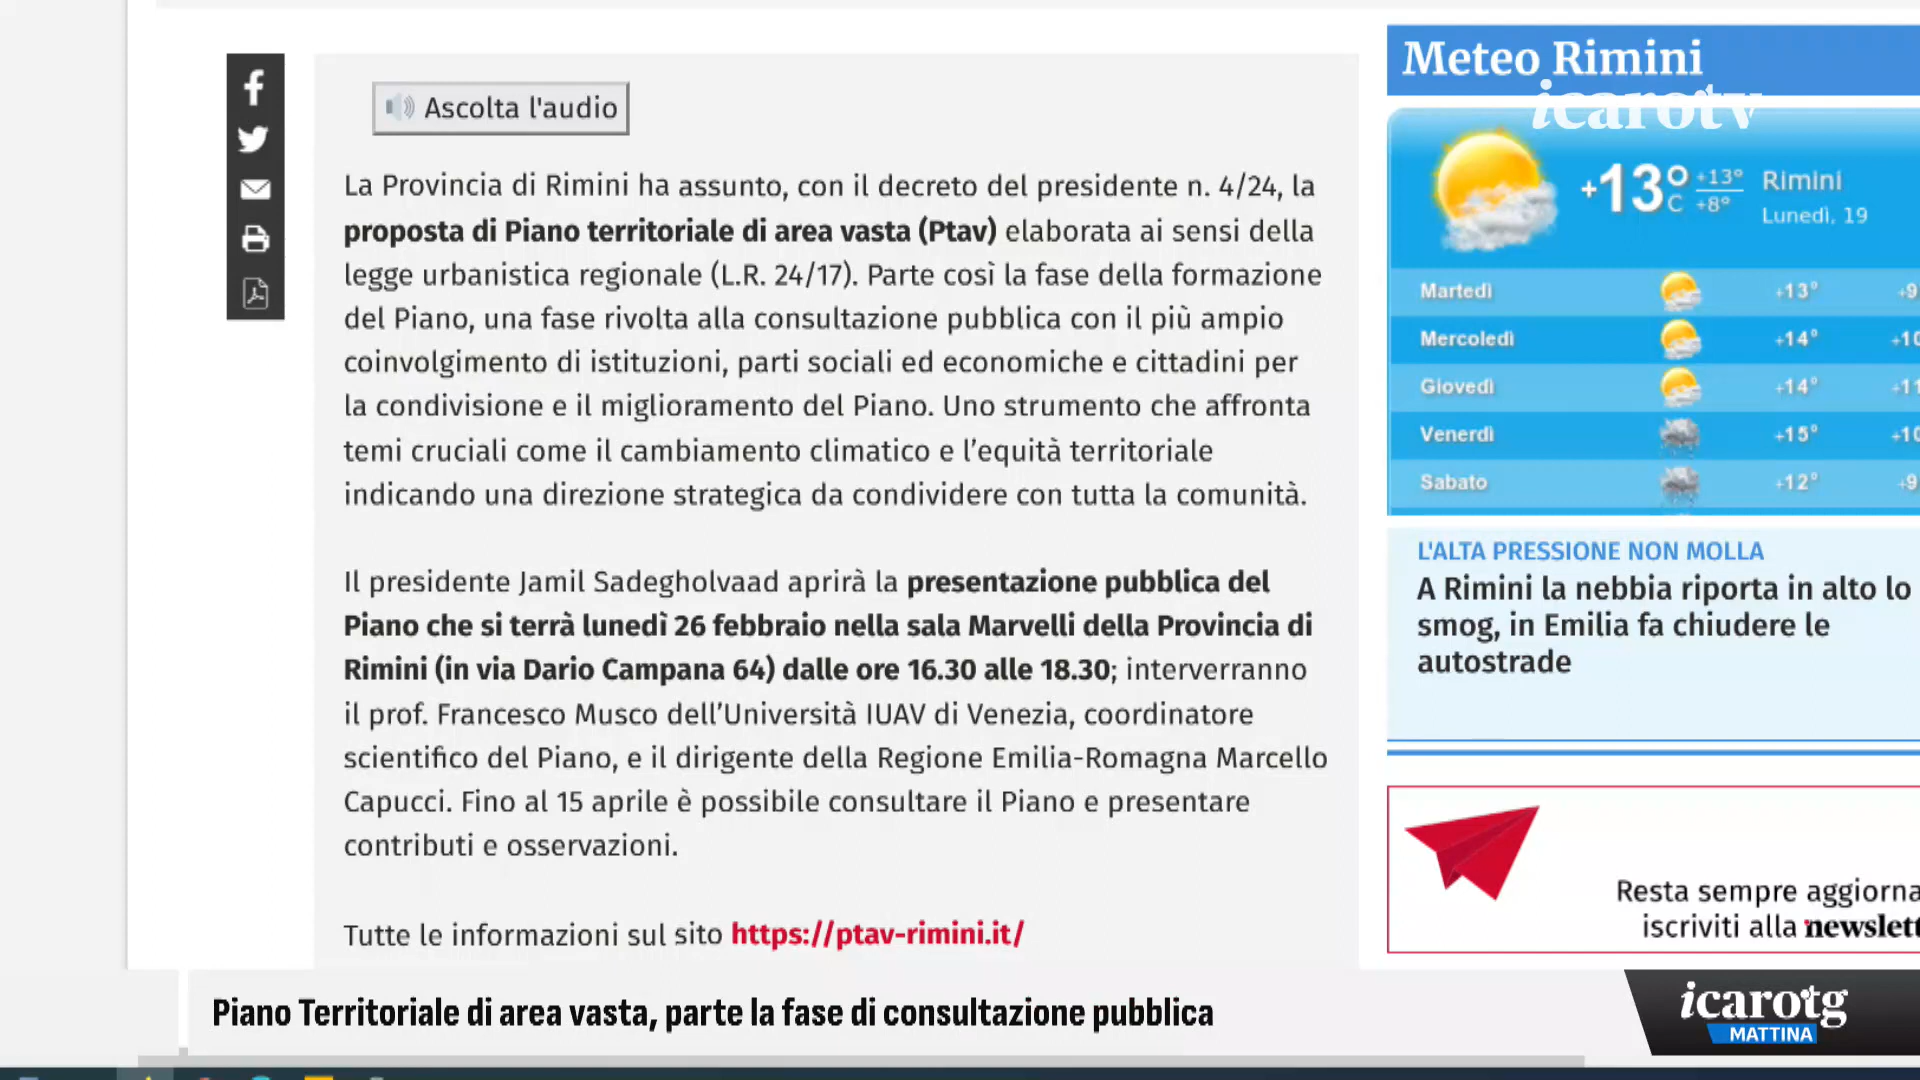 Ascolta l'audio
La Provincia di Rimini ha assunto, con il decreto del presidente n. 4/24, la
proposta di Piano territoriale di area vasta (Ptav) elaborata ai sensi della
legge urbanistica regionale (L.R. 24/17). Parte così la fase della formazione
del Piano, una fase rivolta alla consultazione pubblica con il più ampio
coinvolgimento di istituzioni, parti sociali ed economiche e cittadini per
la condivisione e il miglioramento del Piano. Uno strumento che affronta
temi cruciali come il cambiamento climatico e l’equità territoriale
indicando una direzione strategica da condividere con tutta la comunità.
Il presidente Jamil Sadegholvaad aprirà la presentazione pubblica del
Piano che si terrà lunedì 26 febbraio nella sala Marvelli della Provincia di
Rimini (in via Dario Campana 64) dalle ore 16.30 alle 18.30; interverranno
il prof. Francesco Musco dell’Università IUAV di Venezia, coordinatore
scientifico del Piano, e il dirigente della Regione Emilia-Romagna Marcello
Capucci. Fino al 15 aprile è possibile consultare il Piano e presentare
contributi e osservazioni.
Tutte le informazioni sul sito https://ptav-rimini.it/
Meteo Rimini
icarotv
+13° C +13° +8° Rimini
Lunedì, 19
Martedì +13° +9
Mercoledì +14° +10
Giovedì +14° +11
Venerdì +15° +10
Sabato +12° +9
L'ALTA PRESSIONE NON MOLLA
A Rimini la nebbia riporta in alto lo
smog, in Emilia fa chiudere le
autostrade
Resta sempre aggiorna
iscriviti alla newslett
Piano Territoriale di area vasta, parte la fase di consultazione pubblica
icarotg
MATTINA